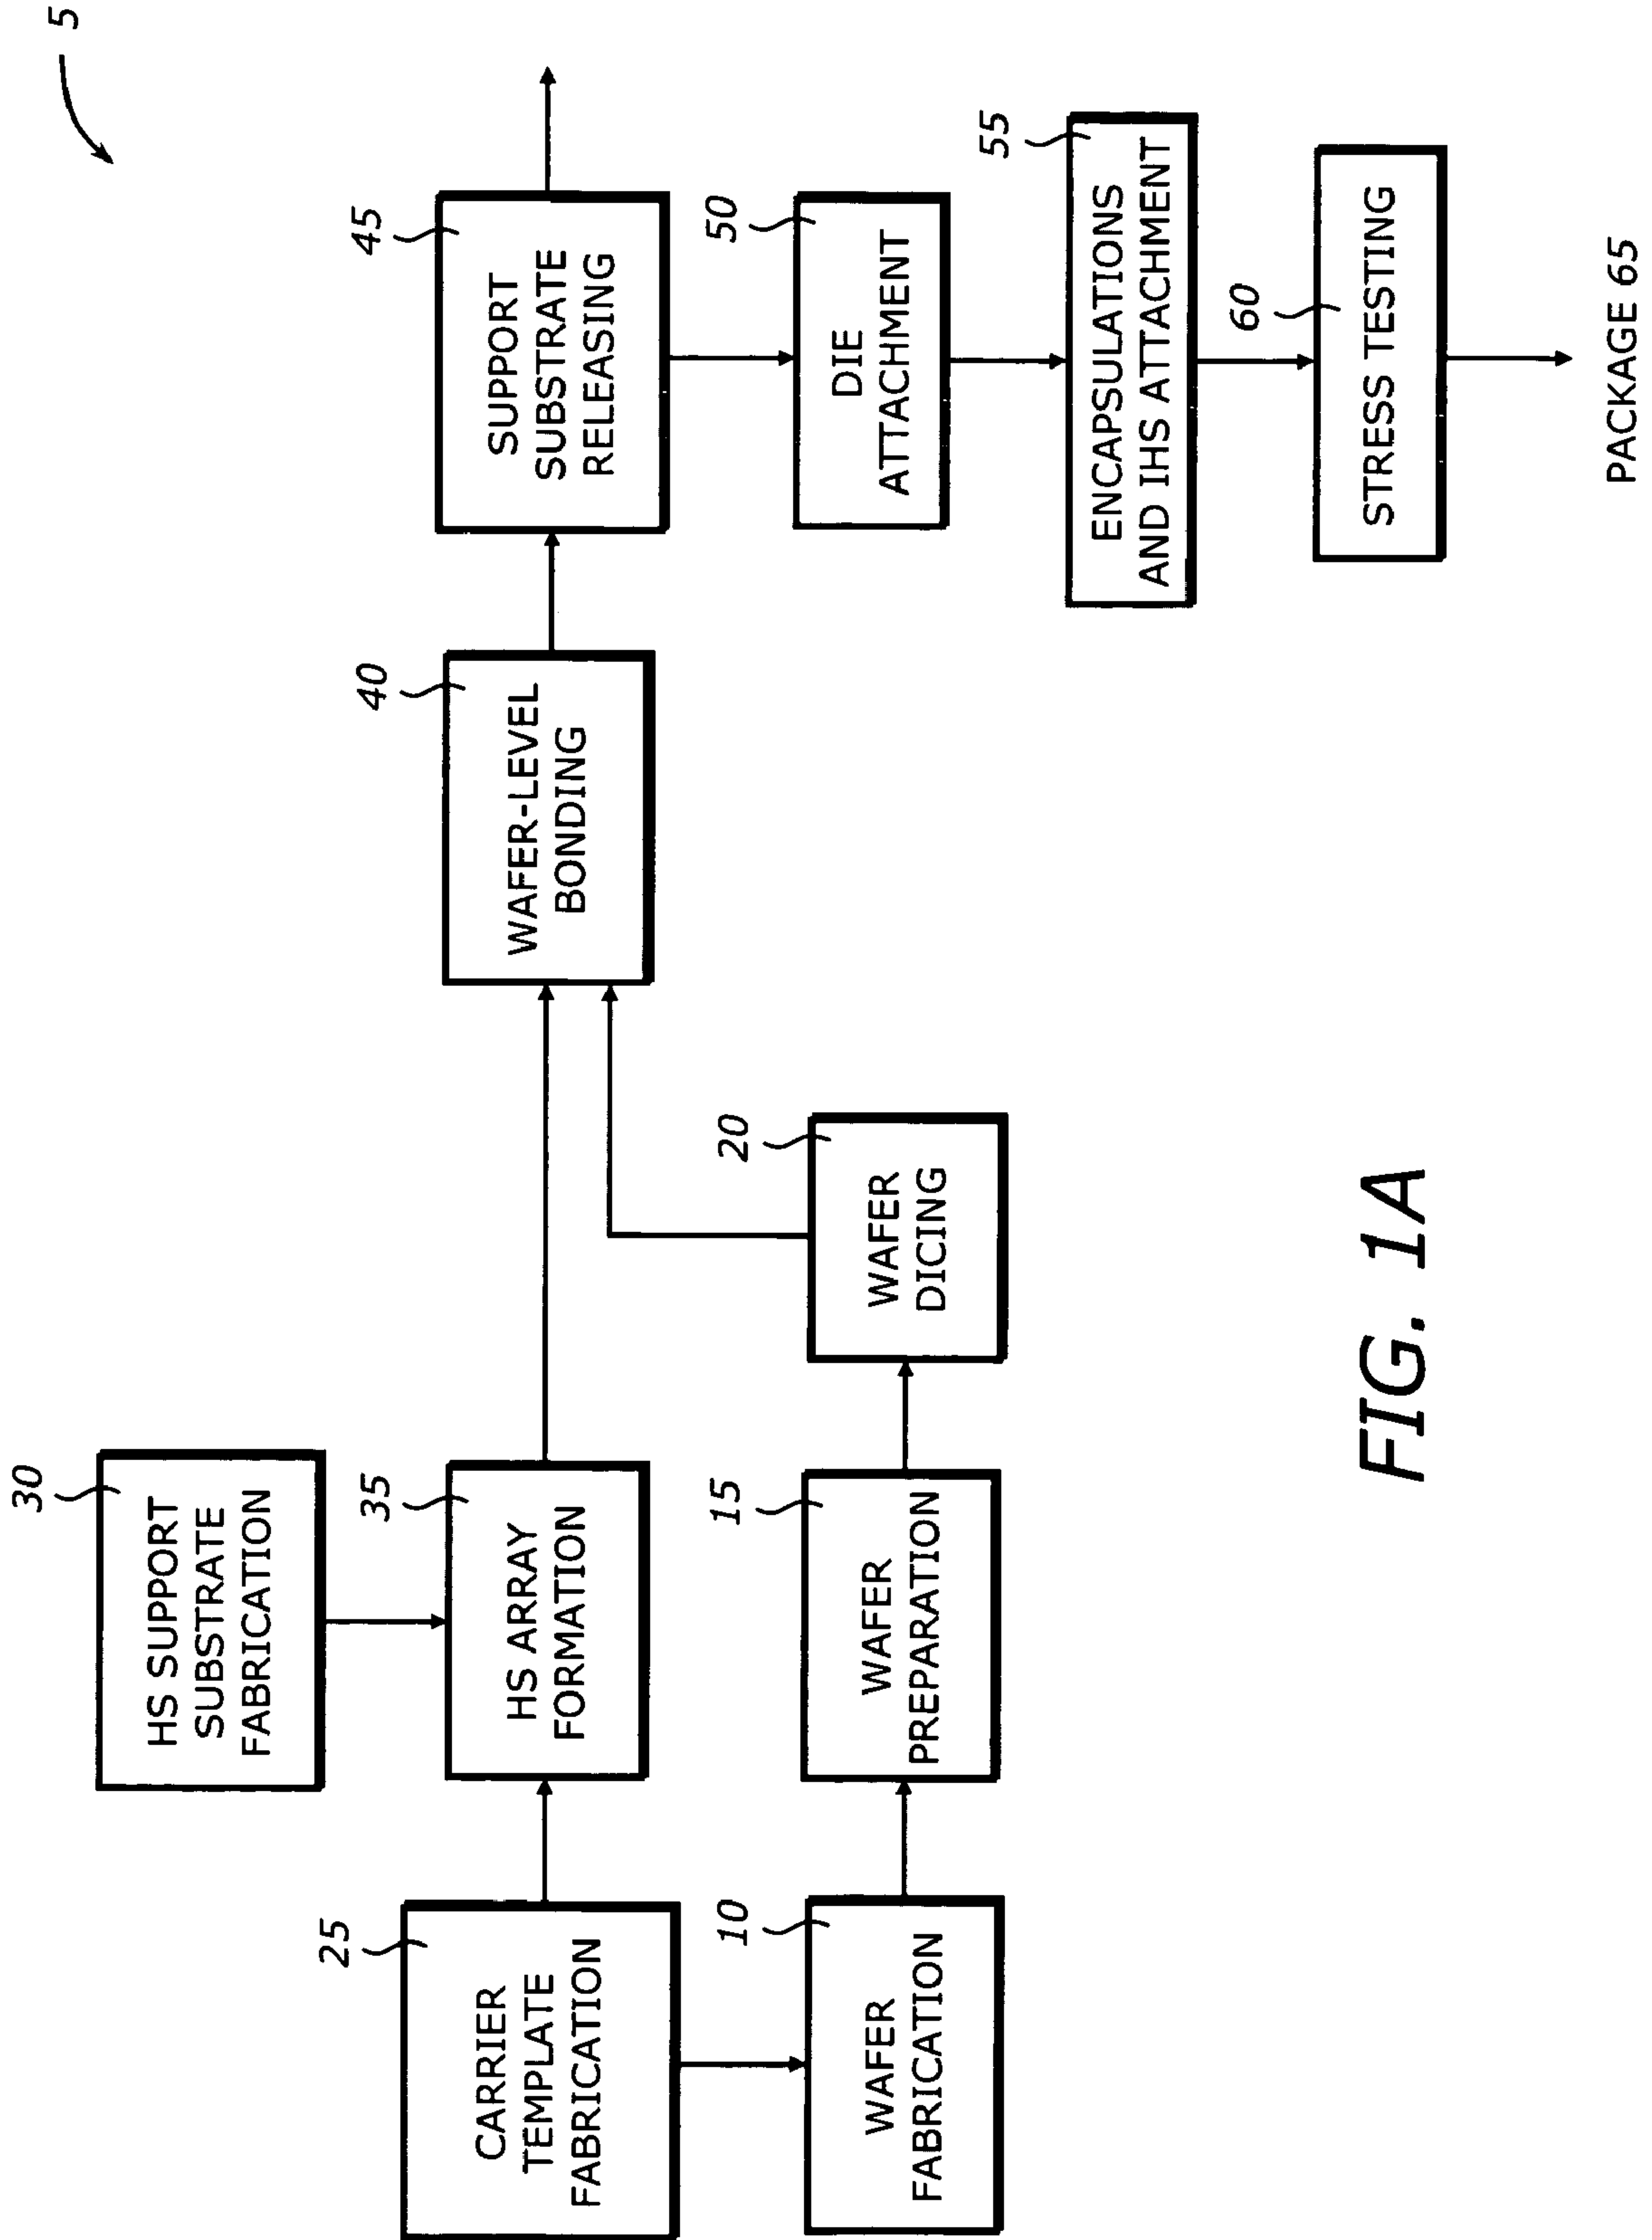 5
30
HS SUPPORT
SUBSTRATE
FABRICATION
25
CARRIER
TEMPLATE
FABRICATION
35
HS ARRAY
FORMATION
40
WAFER-LEVEL
BONDING
45
SUPPORT
SUBSTRATE
RELEASING
10
WAFER
FABRICATION
15
WAFER
PREPARATION
20
WAFER
DICING
50
DIE
ATTACHMENT
55
ENCAPSULATIONS
AND IHS ATTACHMENT
60
STRESS TESTING
PACKAGE 65
FIG. 1A